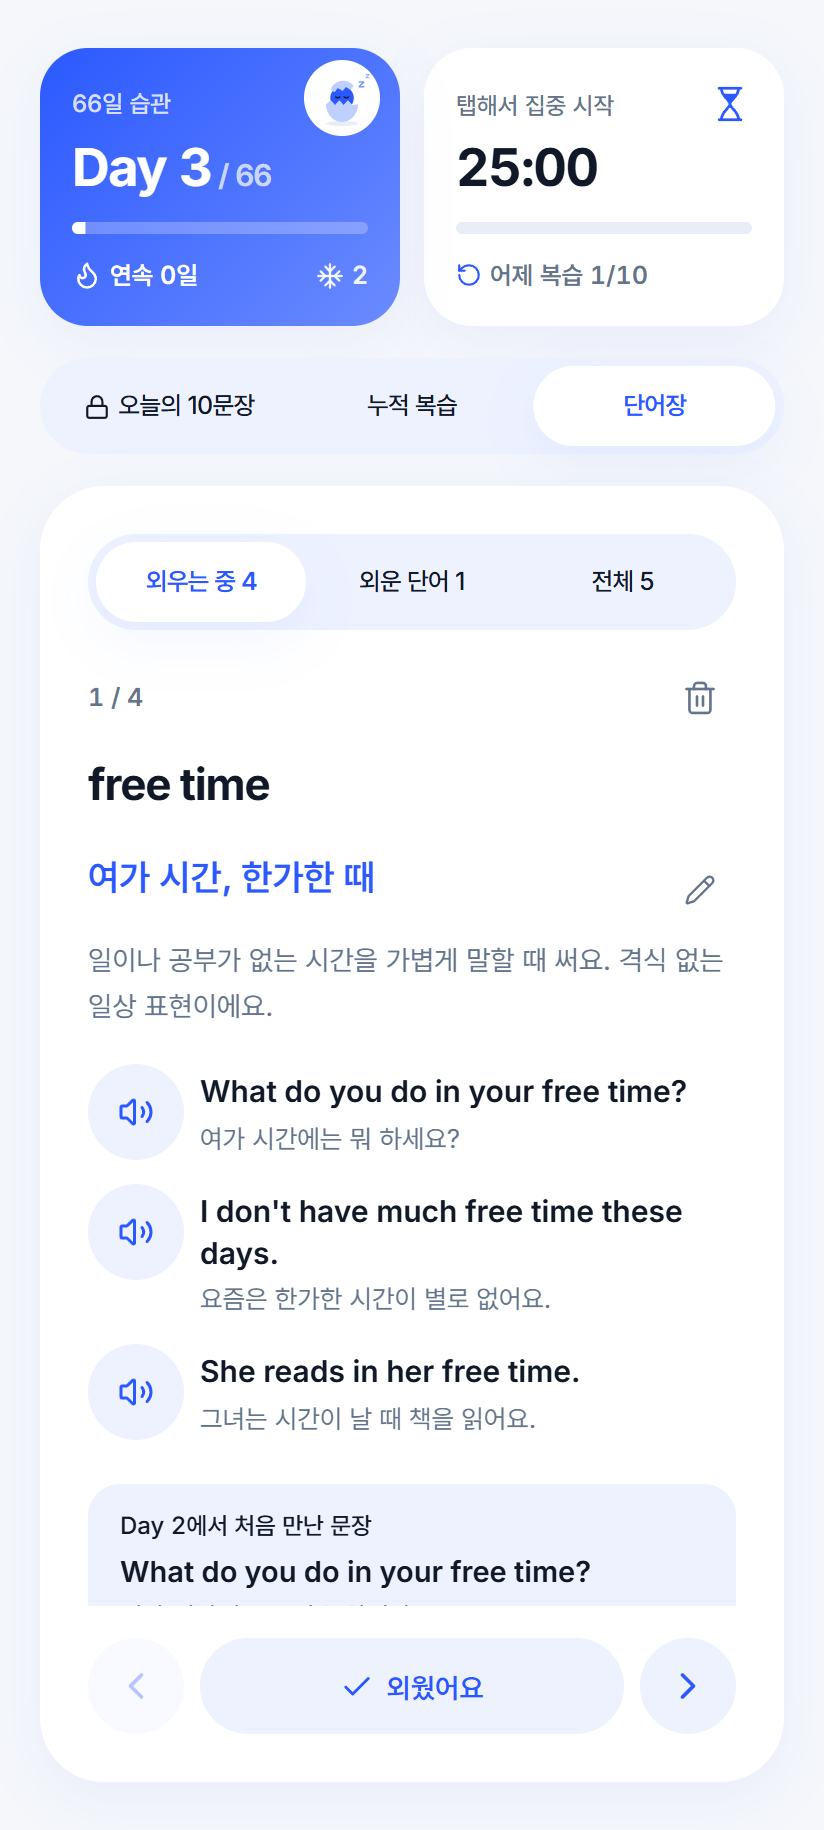 66일 습관
Day 3 / 66
연속 0일
2
탭해서 집중 시작
25:00
어제 복습 1/10
오늘의 10문장
누적 복습
단어장
외우는 중 4
외운 단어 1
전체 5
1 / 4
free time
여가 시간, 한가한 때
일이나 공부가 없는 시간을 가볍게 말할 때 써요. 격식 없는
일상 표현이에요.
What do you do in your free time?
여가 시간에는 뭐 하세요?
I don't have much free time these
days.
요즘은 한가한 시간이 별로 없어요.
She reads in her free time.
그녀는 시간이 날 때 책을 읽어요.
Day 2에서 처음 만난 문장
What do you do in your free time?
외웠어요